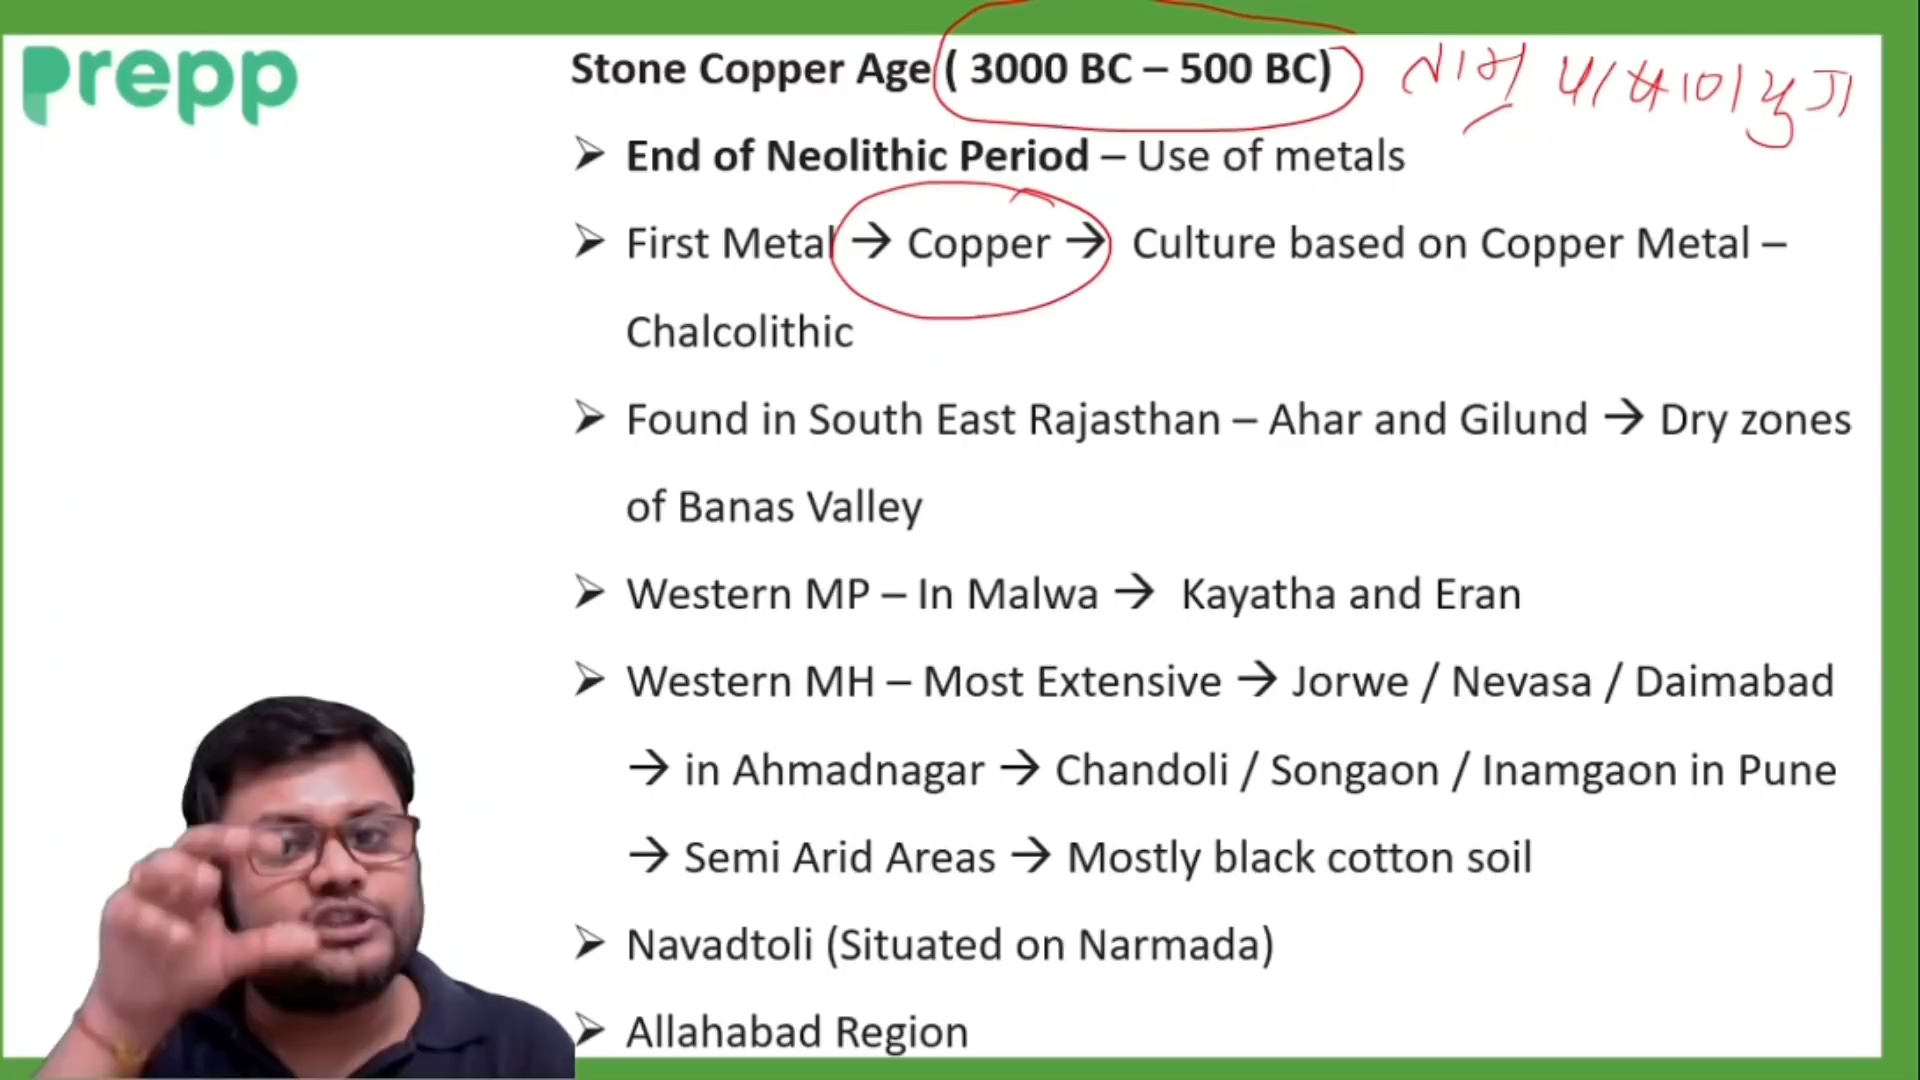 prepp
Stone Copper Age ( 3000 BC – 500 BC)
➢ End of Neolithic Period – Use of metals
➢ First Metal → Copper → Culture based on Copper Metal –
Chalcolithic
➢ Found in South East Rajasthan – Ahar and Gilund → Dry zones
of Banas Valley
➢ Western MP – In Malwa → Kayatha and Eran
➢ Western MH – Most Extensive → Jorwe / Nevasa / Daimabad
→ in Ahmadnagar → Chandoli / Songaon / Inamgaon in Pune
→ Semi Arid Areas → Mostly black cotton soil
➢ Navadtoli (Situated on Narmada)
➢ Allahabad Region